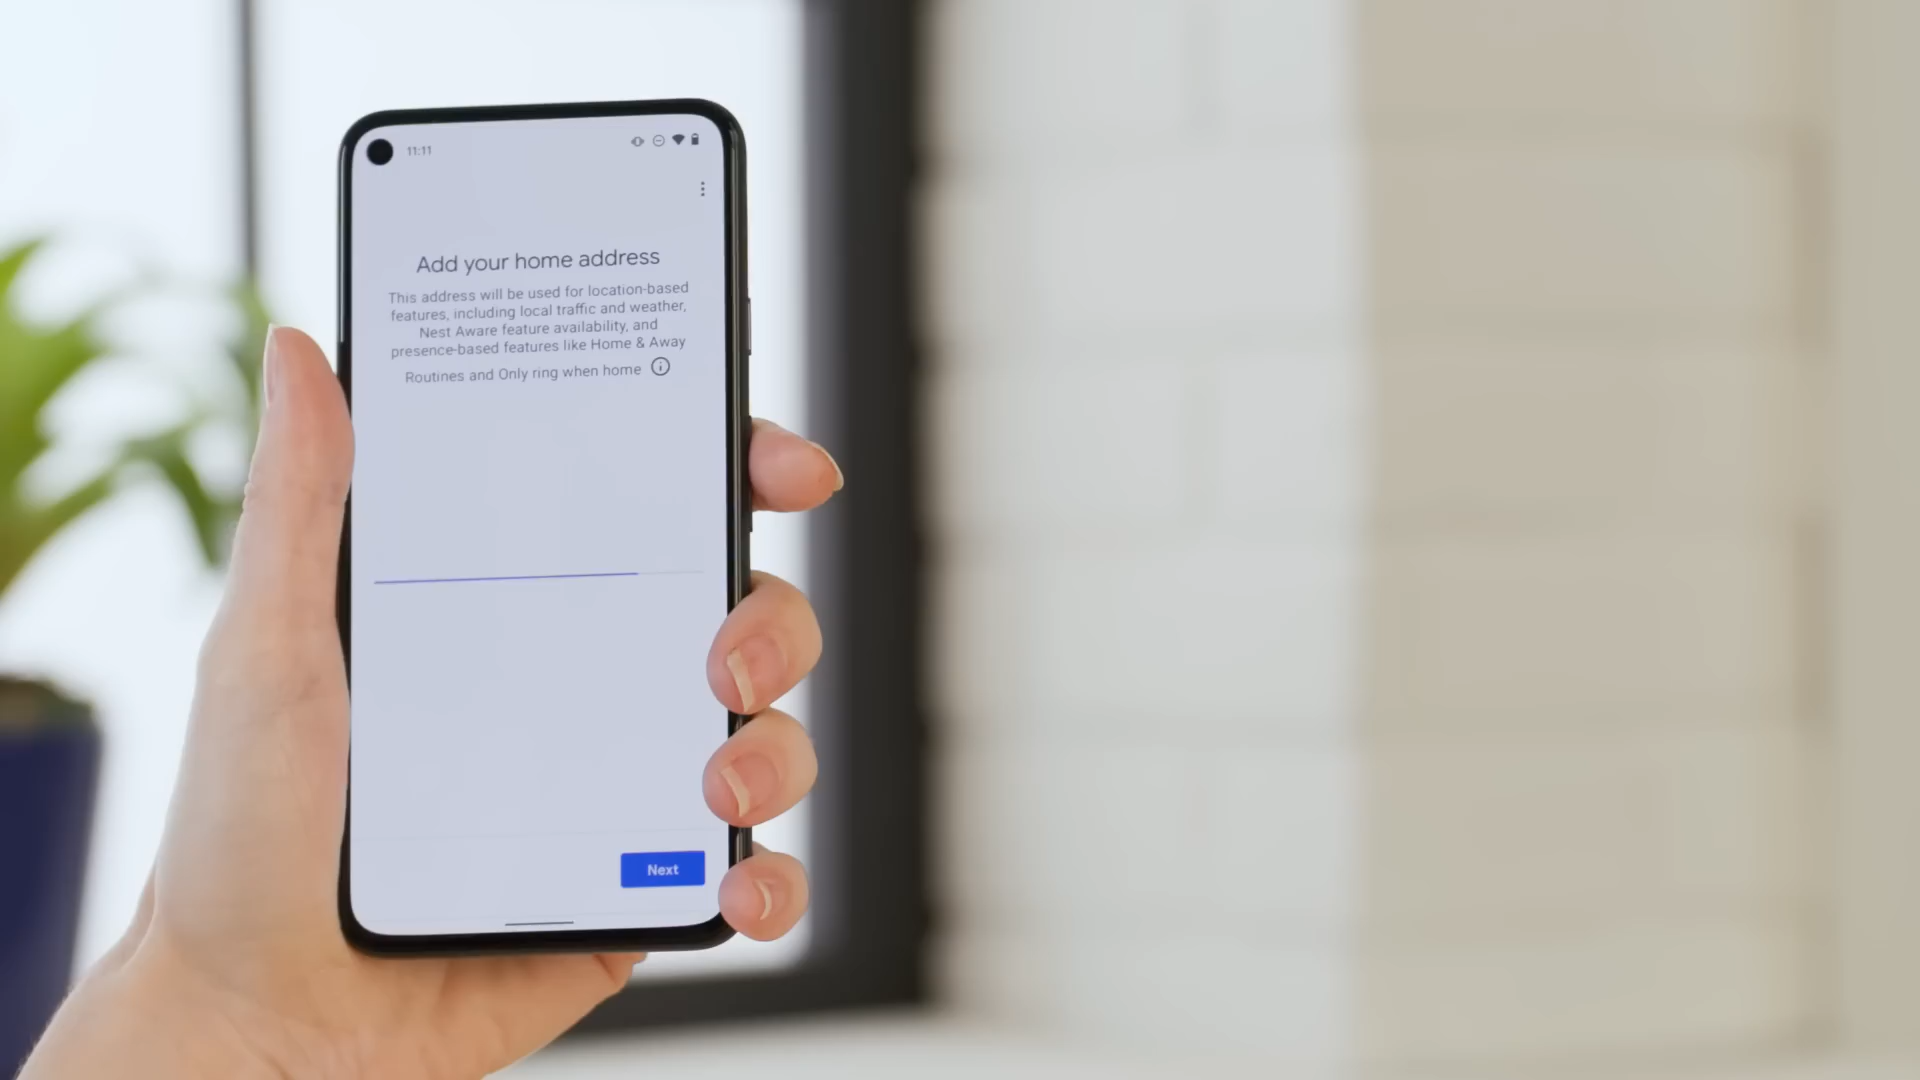 11:11
Add your home address
This address will be used for location-based
features, including local traffic and weather,
Nest Aware feature availability, and
presence-based features like Home & Away
Routines and Only ring when home
Next